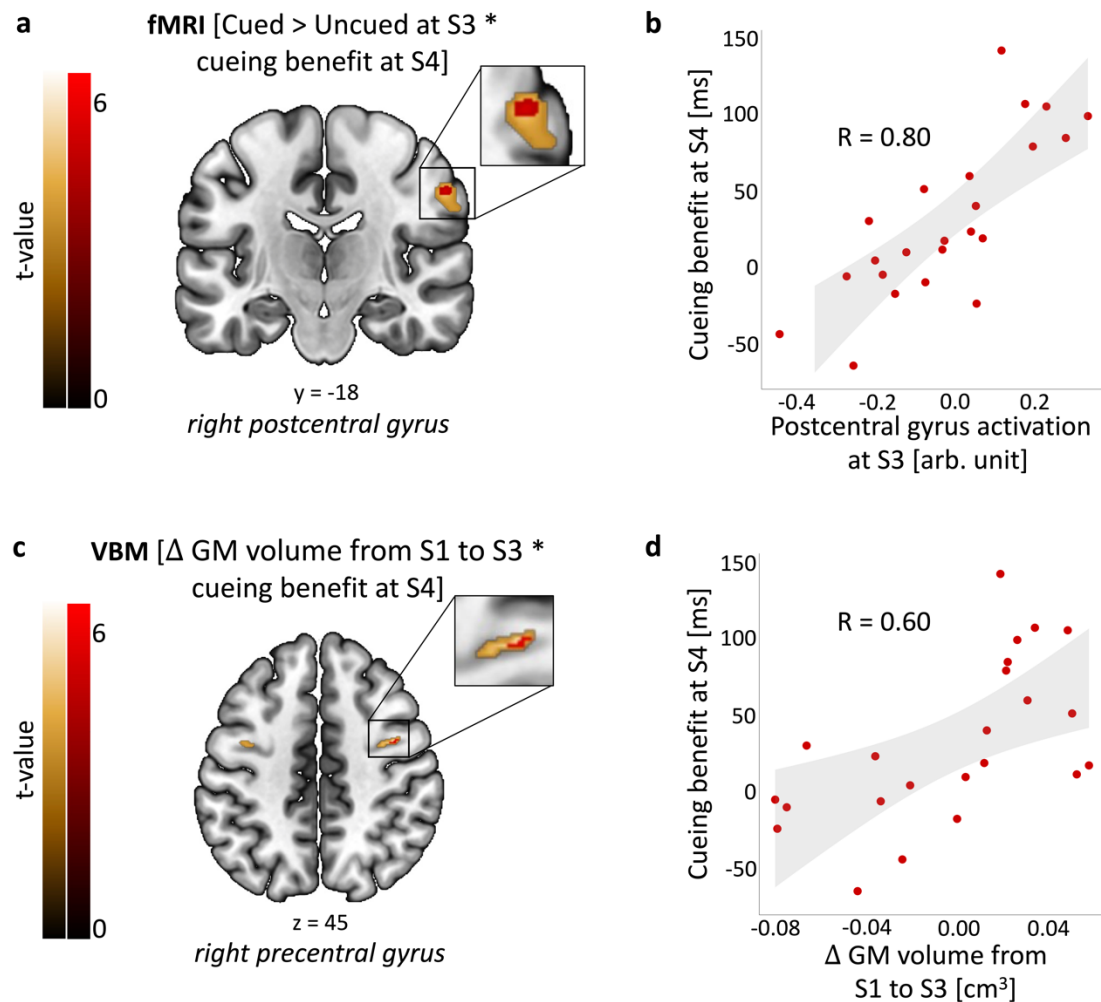 a
fMRI [Cued > Uncued at S3 *
cueing benefit at S4]
6
t-value
0
y = -18
right postcentral gyrus
b
150
100
50
0
-50
Cueing benefit at S4 [ms]
R = 0.80
-0.4 -0.2 0.0 0.2
Postcentral gyrus activation
at S3 [arb. unit]
c
VBM [Δ GM volume from S1 to S3 *
cueing benefit at S4]
6
t-value
0
z = 45
right precentral gyrus
d
150
100
50
0
-50
Cueing benefit at S4 [ms]
R = 0.60
-0.08 -0.04 0.00 0.04
Δ GM volume from
S1 to S3 [cm³]